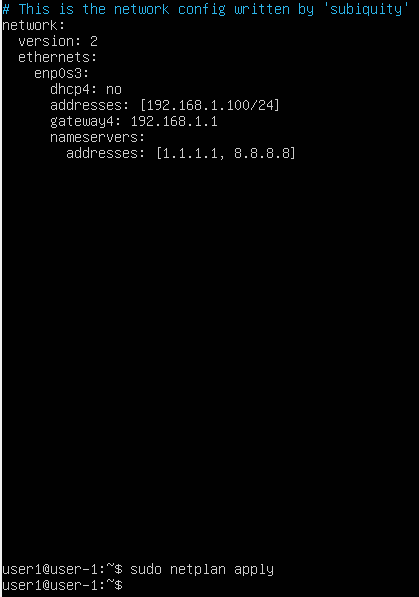 # This is the network config written by 'subiquity'
network:
  version: 2
  ethernets:
    enp0s3:
      dhcp4: no
      addresses: [192.168.1.100/24]
      gateway4: 192.168.1.1
      nameservers:
        addresses: [1.1.1.1, 8.8.8.8]
user1@user-1:~$ sudo netplan apply
user1@user-1:~$